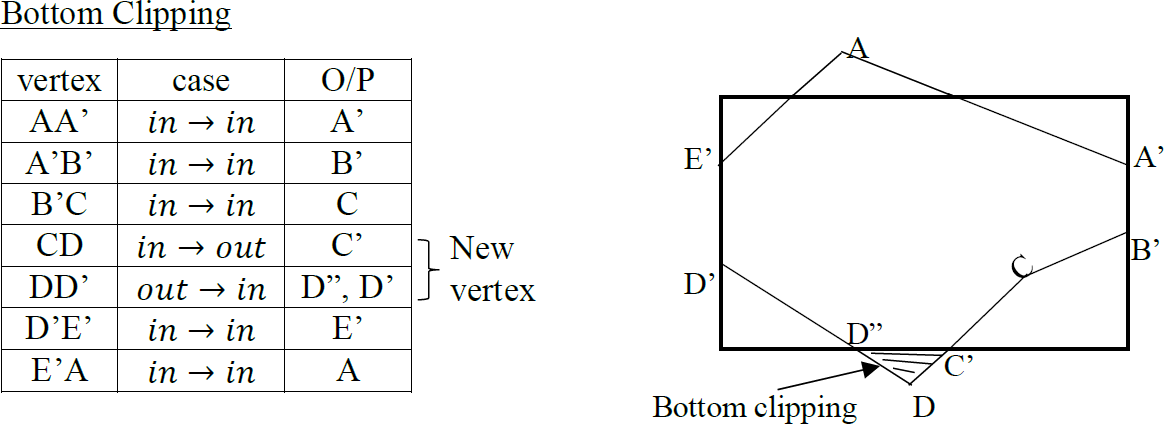 Bottom Clipping
vertex case O/P
AA’ in → in A’
A’B’ in → in B’
B’C in → in C
CD in → out C’
DD’ out → in D”, D’
D’E’ in → in E’
E’A in → in A
New
vertex
A
E’
A’
B’
C
D’
D”
C’
Bottom clipping
D